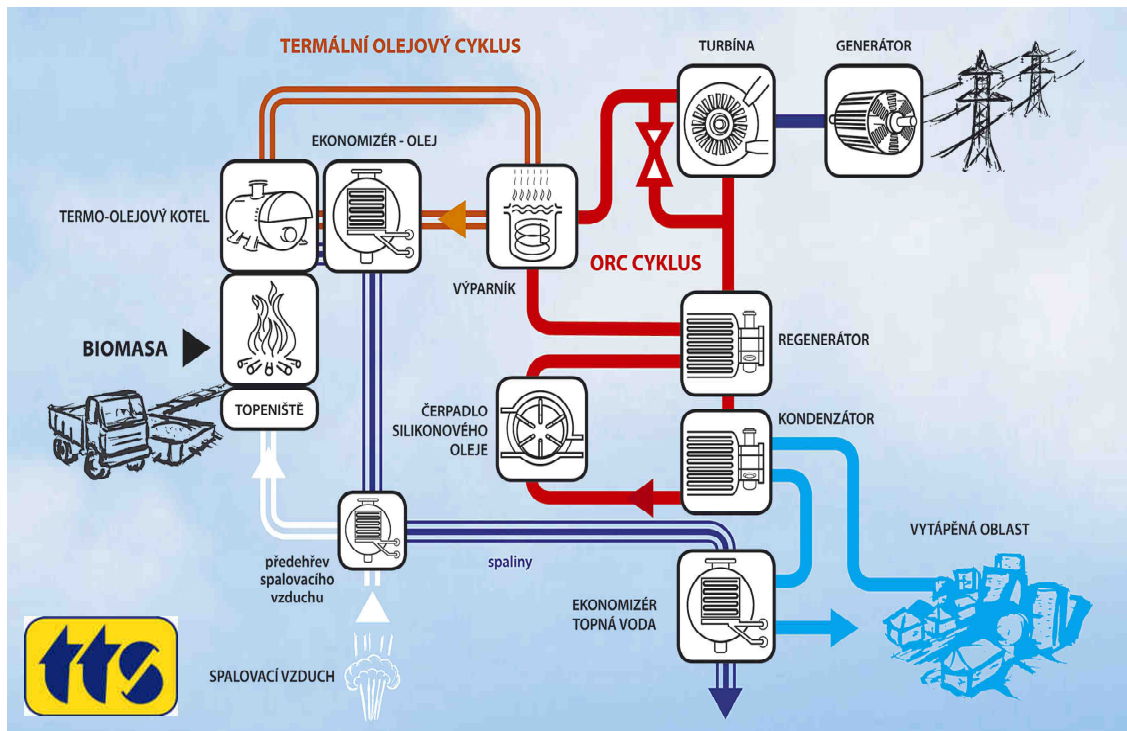 TERMÁLNÍ OLEJOVÝ CYKLUS
TURBÍNA
GENERÁTOR
EKONOMIZÉR - OLEJ
TERMO-OLEJOVÝ KOTEL
ORC CYKLUS
VÝPARNÍK
BIOMASA
REGENERÁTOR
TOPENIŠTĚ
ČERPADLO
SILIKONOVÉHO
OLEJE
KONDENZÁTOR
VYTÁPĚNÁ OBLAST
předehřev
spalovacího
vzduchu
spaliny
EKONOMIZÉR
TOPNÁ VODA
SPALOVACÍ VZDUCH
tts